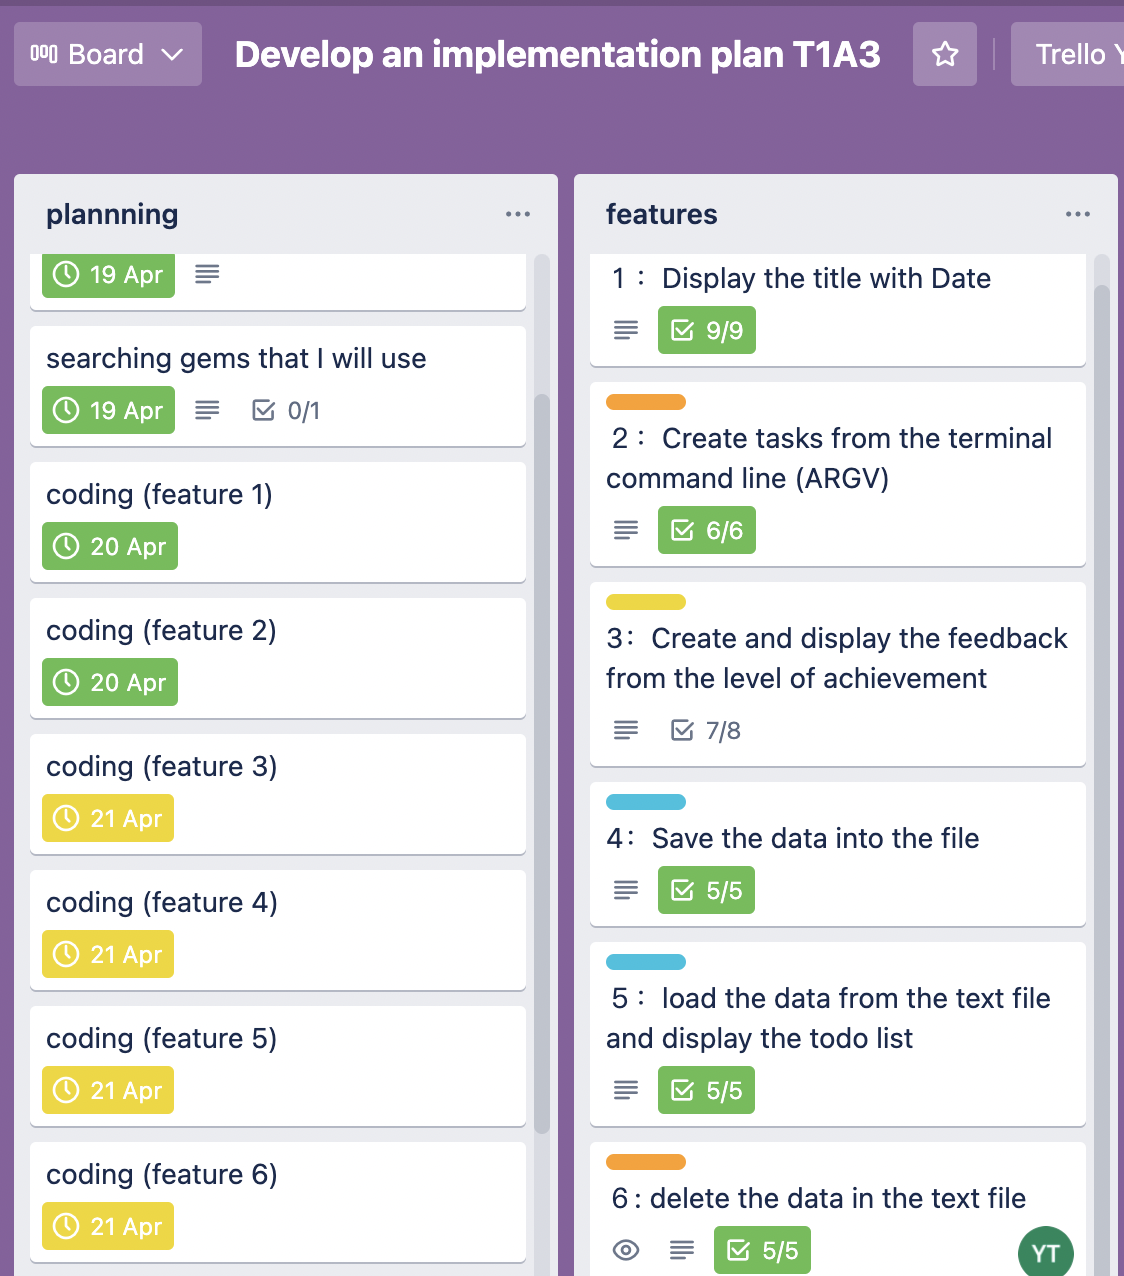 Board
Develop an implementation plan T1A3
Trello Y
plannning
19 Apr
searching gems that I will use
19 Apr
0/1
coding (feature 1)
20 Apr
coding (feature 2)
20 Apr
coding (feature 3)
21 Apr
coding (feature 4)
21 Apr
coding (feature 5)
21 Apr
coding (feature 6)
21 Apr
features
1 : Display the title with Date
9/9
2 : Create tasks from the terminal
command line (ARGV)
6/6
3: Create and display the feedback
from the level of achievement
7/8
4: Save the data into the file
5/5
5 : load the data from the text file
and display the todo list
5/5
6 : delete the data in the text file
5/5
YT